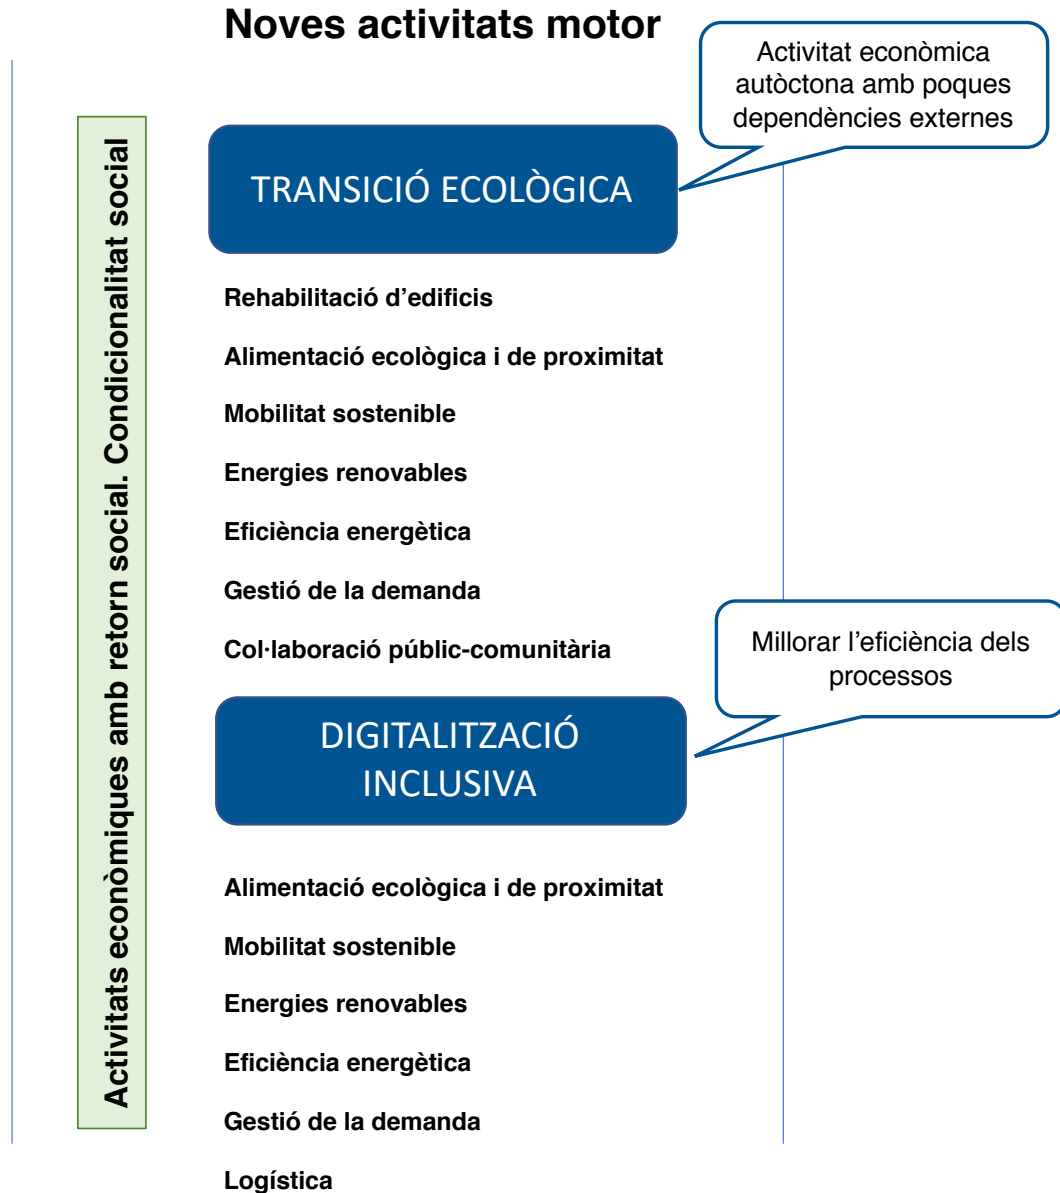 Noves activitats motor
Activitat econòmica
autòctona amb poques
dependències externes
Activitats econòmiques amb retorn social. Condicionalitat social
TRANSICIÓ ECOLÒGICA
Rehabilitació d’edificis
Alimentació ecològica i de proximitat
Mobilitat sostenible
Energies renovables
Eficiència energètica
Gestió de la demanda
Col·laboració públic-comunitària
Millorar l’eficiència dels
processos
DIGITALITZACIÓ
INCLUSIVA
Alimentació ecològica i de proximitat
Mobilitat sostenible
Energies renovables
Eficiència energètica
Gestió de la demanda
Logística